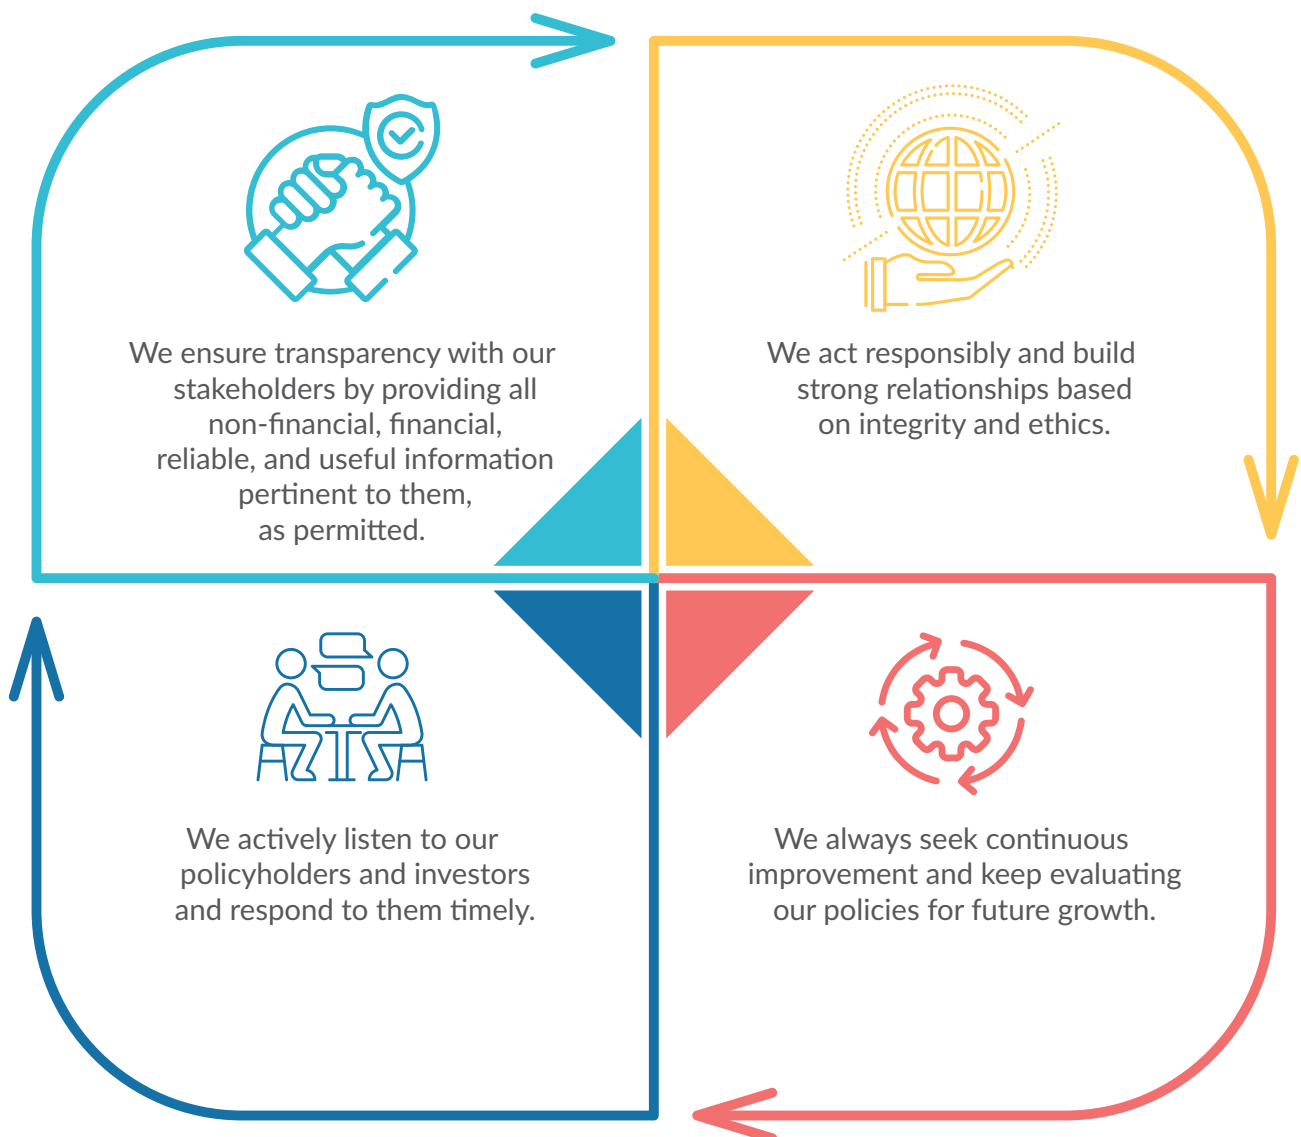 We ensure transparency with our
stakeholders by providing all
non-financial, financial,
reliable, and useful information
pertinent to them,
as permitted.
We act responsibly and build
strong relationships based
on integrity and ethics.
We actively listen to our
policyholders and investors
and respond to them timely.
We always seek continuous
improvement and keep evaluating
our policies for future growth.